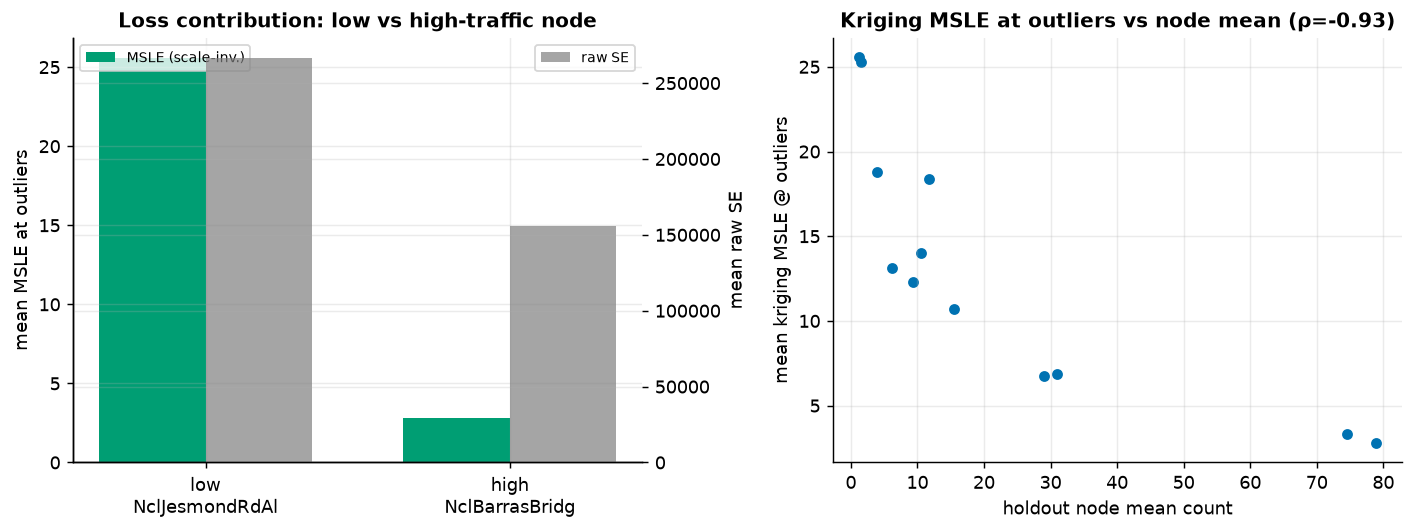 Loss contribution: low vs high-traffic node
MSLE (scale-inv.)
raw SE
mean MSLE at outliers
25
20
15
10
5
0
250000
200000
150000
100000
50000
0
mean raw SE
low
NclJesmondRdAl
high
NclBarrasBridg
Kriging MSLE at outliers vs node mean (ρ=-0.93)
mean kriging MSLE @ outliers
25
20
15
10
5
0 10 20 30 40 50 60 70 80
holdout node mean count